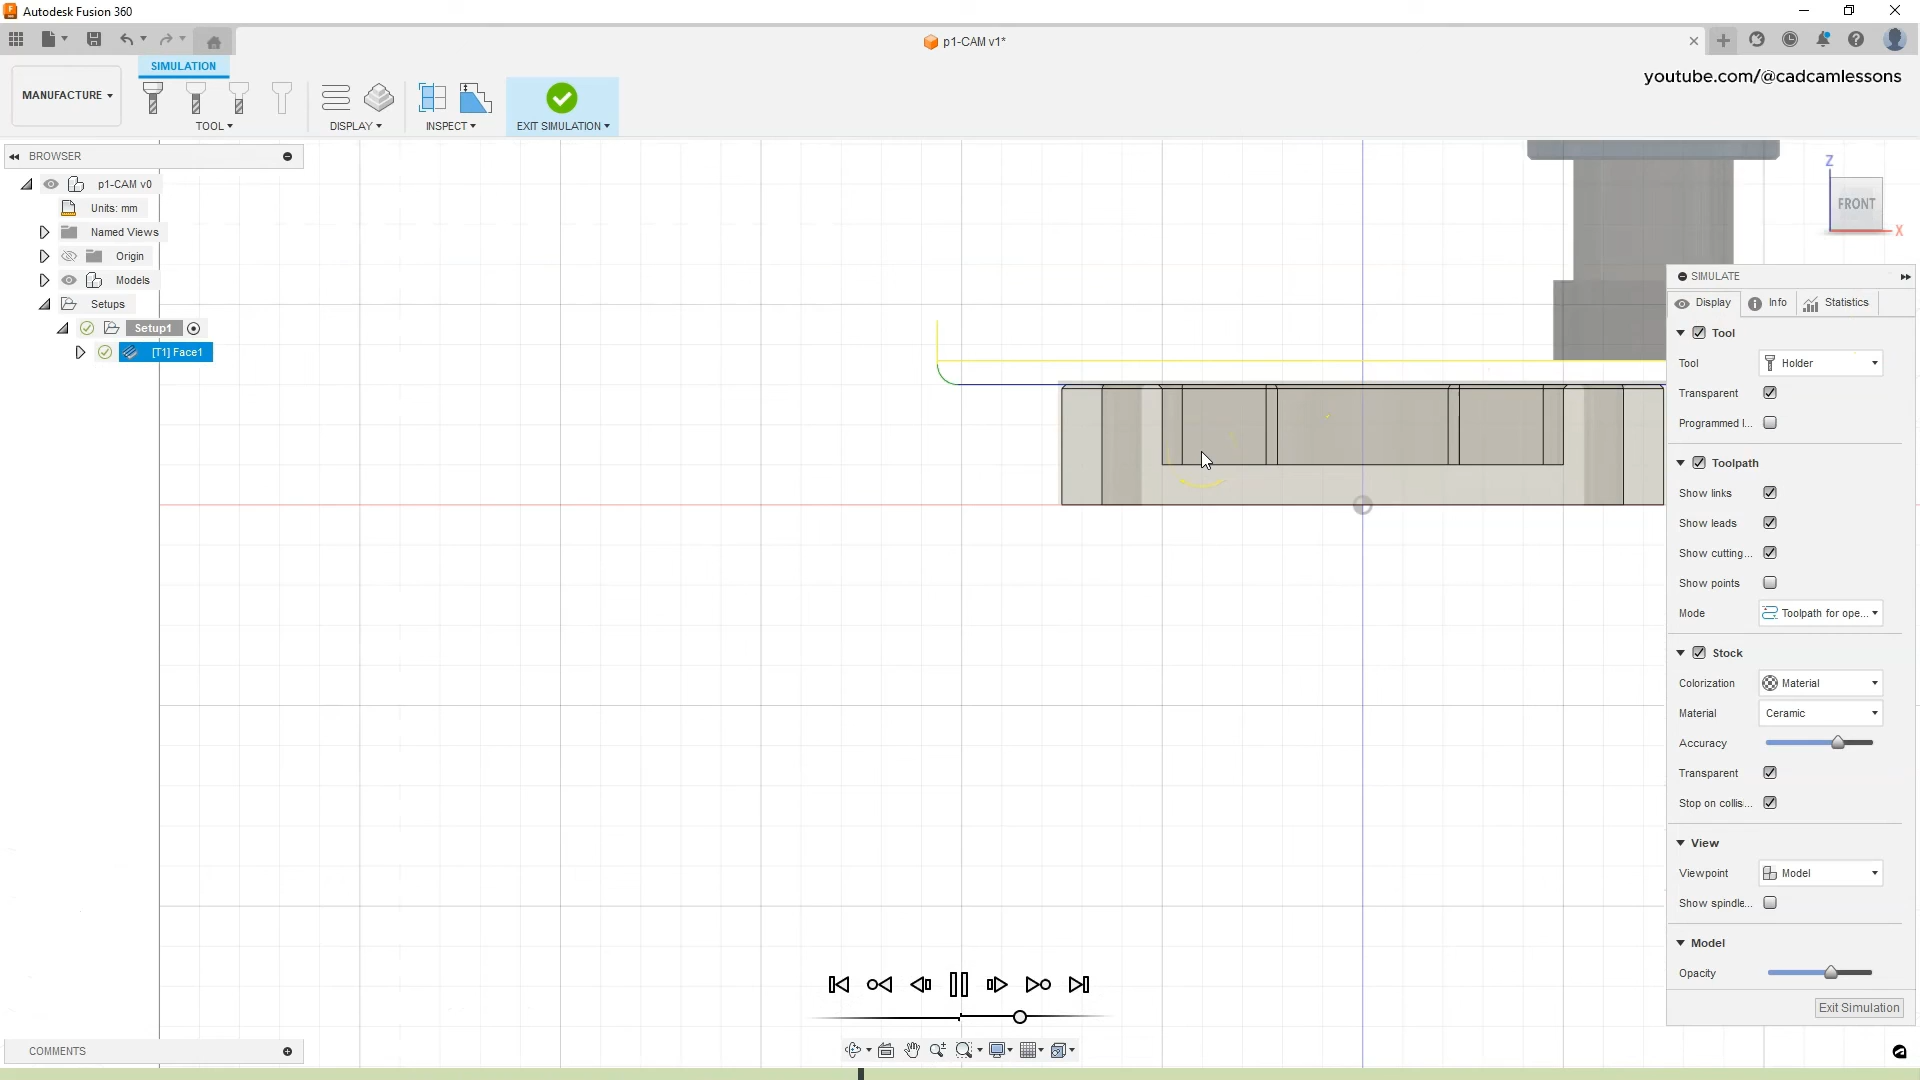 Autodesk Fusion 360
p1-CAM v1*
SIMULATION
youtube.com/@cadcamlessons
MANUFACTURE
TOOL
DISPLAY
INSPECT
EXIT SIMULATION
BROWSER
p1-CAM v0
Units: mm
Named Views
Origin
Models
Setups
Setup1
[T1] Face1
Z
FRONT
X
SIMULATE
Display
Info
Statistics
Tool
Tool Holder
Transparent
Programmed l...
Toolpath
Show links
Show leads
Show cutting...
Show points
Mode Toolpath for ope...
Stock
Colorization Material
Material Ceramic
Accuracy
Transparent
Stop on collis...
View
Viewpoint Model
Show spindle...
Model
Opacity
Exit Simulation
COMMENTS